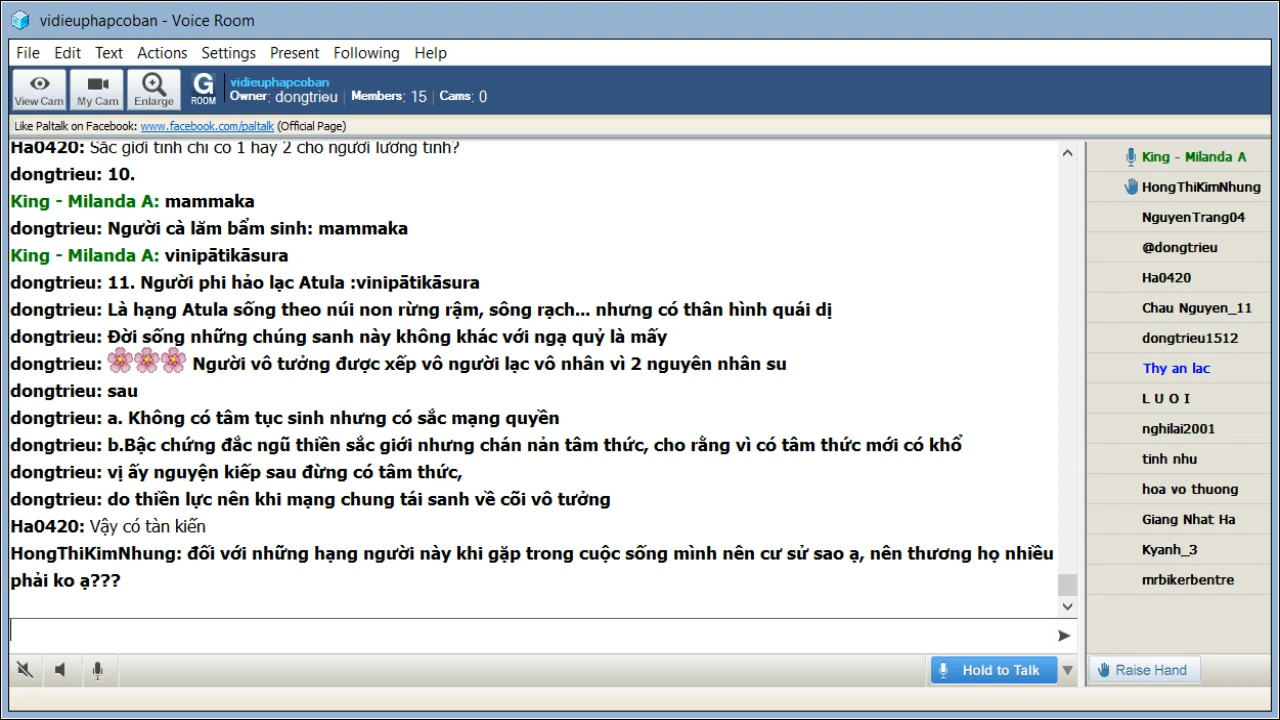 vidieuphapcoban - Voice Room
File Edit Text Actions Settings Present Following Help
View Cam My Cam Enlarge G ROOM
vidieuphapcoban
Owner: dongtrieu | Members: 15 | Cams: 0
Like Paltalk on Facebook: www.facebook.com/paltalk (Official Page)
Ha0420: Sắc giới tính chỉ có 1 hay 2 cho người lưỡng tính?
dongtrieu: 10.
King - Milanda A: mammaka
dongtrieu: Người cà lăm bẩm sinh: mammaka
King - Milanda A: vinipātikāsura
dongtrieu: 11. Người phi hảo lạc Atula :vinipātikāsura
dongtrieu: Là hạng Atula sống theo núi non rừng rậm, sông rạch... nhưng có thân hình quái dị
dongtrieu: Đời sống những chúng sanh này không khác với ngạ quỷ là mấy
dongtrieu: 🌸🌸🌸 Người vô tưởng được xếp vô người lạc vô nhân vì 2 nguyên nhân su
dongtrieu: sau
dongtrieu: a. Không có tâm tục sinh nhưng có sắc mạng quyền
dongtrieu: b.Bậc chứng đắc ngũ thiền sắc giới nhưng chán nản tâm thức, cho rằng vì có tâm thức mới có khổ
dongtrieu: vị ấy nguyện kiếp sau đừng có tâm thức,
dongtrieu: do thiền lực nên khi mạng chung tái sanh về cõi vô tưởng
Ha0420: Vậy có tàn kiến
HongThiKimNhung: đối với những hạng người này khi gặp trong cuộc sống mình nên cư sử sao ạ, nên thương họ nhiều
phải ko ạ???
Hold to Talk
King - Milanda A
HongThiKimNhung
NguyenTrang04
@dongtrieu
Ha0420
Chau Nguyen_11
dongtrieu1512
Thy an lac
L U O I
nghilai2001
tinh nhu
hoa vo thuong
Giang Nhat Ha
Kyanh_3
mrbikerbentre
Raise Hand